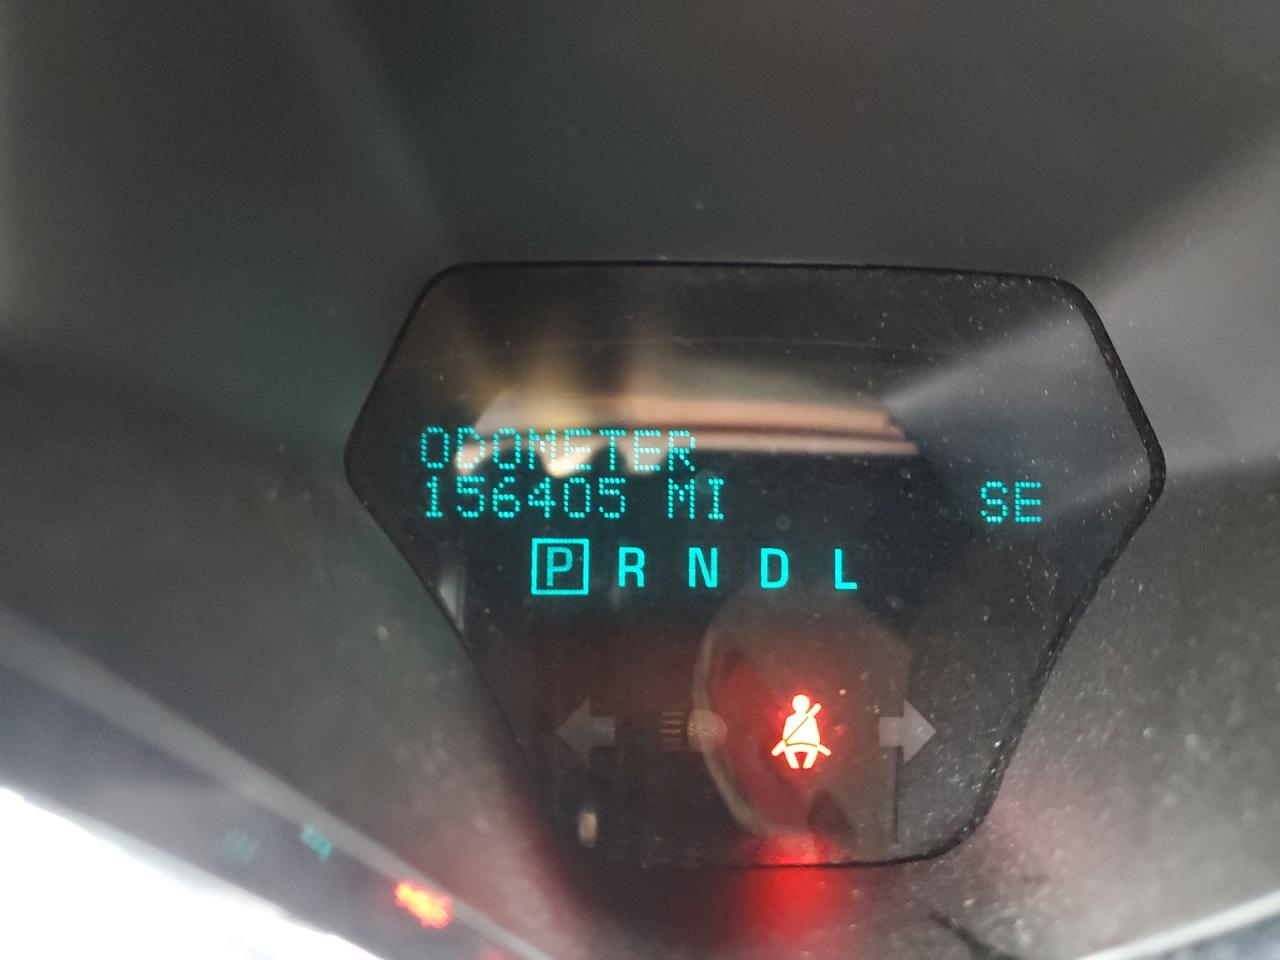 ODOMETER
156405 MI SE
P R N D L